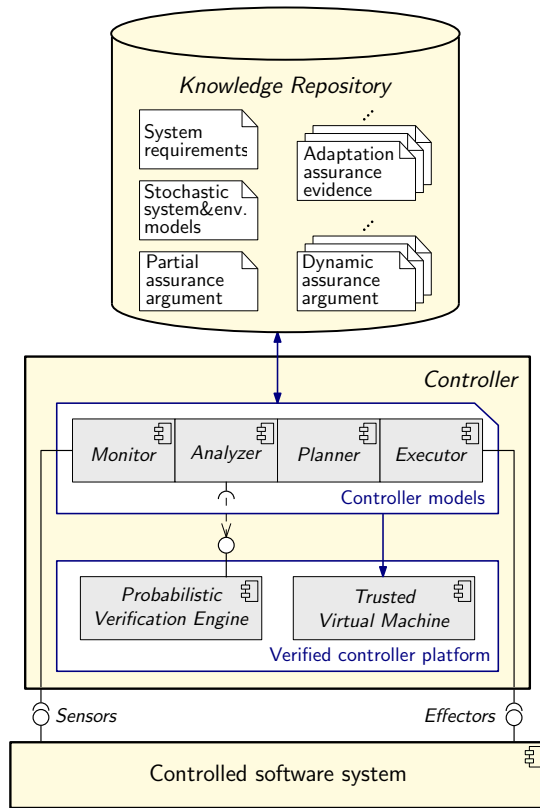 Knowledge Repository
System
requirements
Stochastic
system&env.
models
Partial
assurance
argument
...
Adaptation
assurance
evidence
...
Dynamic
assurance
argument
Controller
Monitor
Analyzer
Planner
Executor
Controller models
Probabilistic
Verification Engine
Trusted
Virtual Machine
Verified controller platform
Sensors
Effectors
Controlled software system